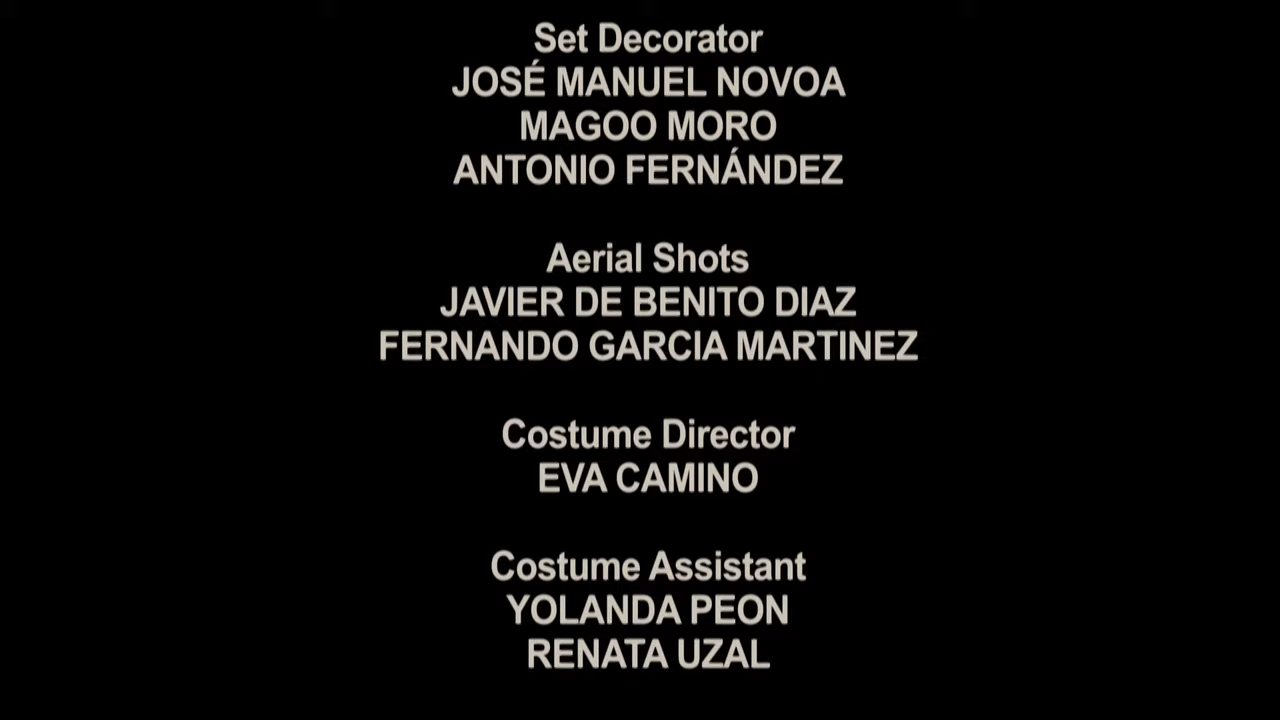 Set Decorator
JOSÉ MANUEL NOVOA
MAGOO MORO
ANTONIO FERNÁNDEZ
Aerial Shots
JAVIER DE BENITO DIAZ
FERNANDO GARCIA MARTINEZ
Costume Director
EVA CAMINO
Costume Assistant
YOLANDA PEON
RENATA UZAL